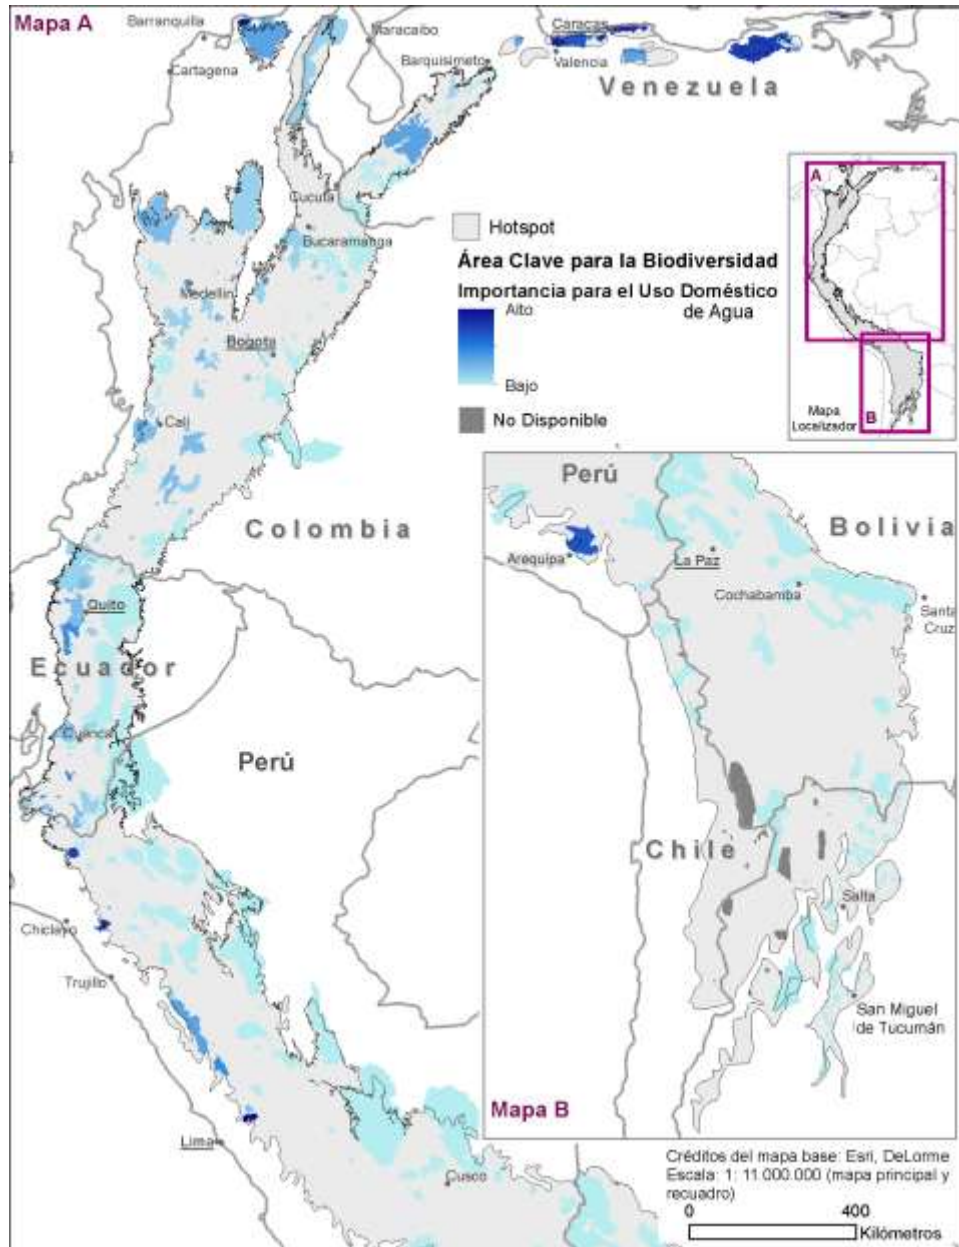 Mapa A
Barranquilla
Cartagena
Maracaibo
Barquisimeto
Caracas
Valencia
Venezuela
Cucuta
Bucaramanga
Medellín
Bogota
Cali
Colombia
Quito
Ecuador
Cuenca
Perú
Chiclayo
Trujillo
Lima
Cusco
Hotspot
Área Clave para la Biodiversidad
Importancia para el Uso Doméstico
de Agua
Alto
Bajo
No Disponible
A
B
Mapa
Localizador
Perú
Bolivia
Arequipa
La Paz
Cochabamba
Santa
Cruz
Chile
Salta
San Miguel
de Tucumán
Mapa B
Créditos del mapa base: Esri, DeLorme
Escala: 1: 11.000.000 (mapa principal y
recuadro)
0 400
Kilómetros